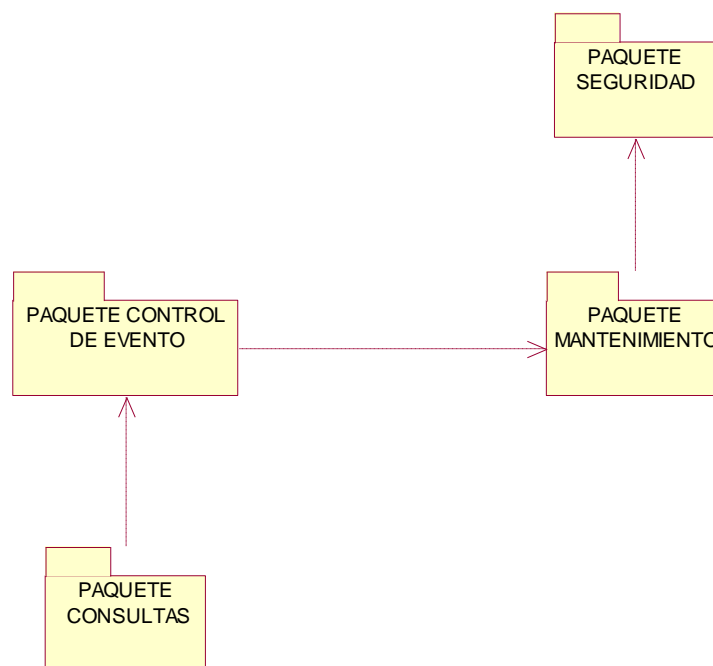 PAQUETE
SEGURIDAD
PAQUETE CONTROL
DE EVENTO
PAQUETE
MANTENIMIENTO
PAQUETE
CONSULTAS